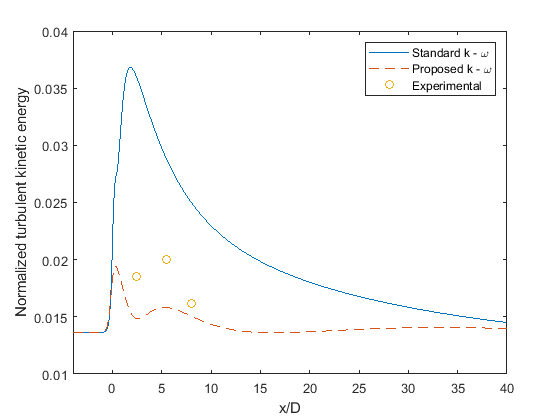 0.04
0.035
0.03
0.025
0.02
0.015
0.01
Normalized turbulent kinetic energy
Standard k - ω
Proposed k - ω
Experimental
0 5 10 15 20 25 30 35 40
x/D